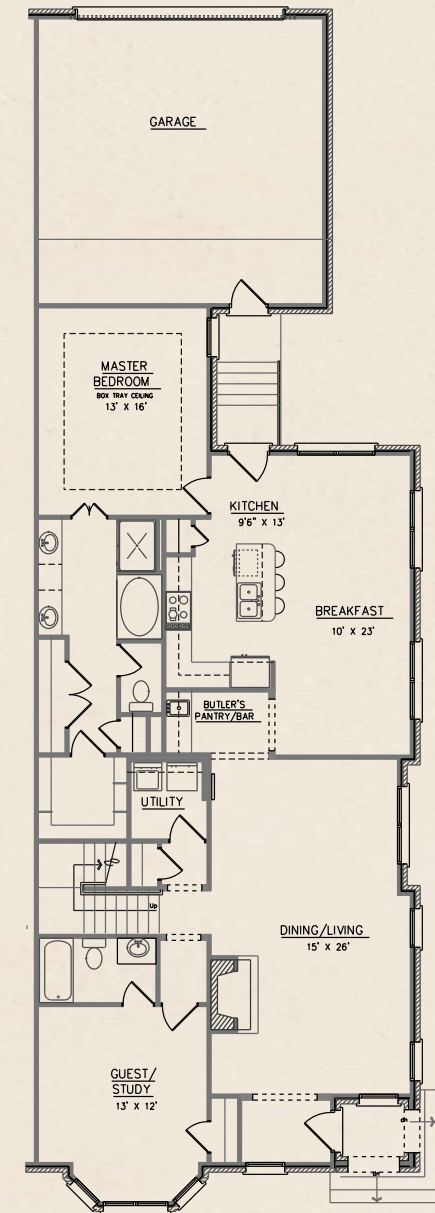 GARAGE
MASTER
BEDROOM
BOX TRAY CEILING
13' X 16'
KITCHEN
9'6" X 13'
BREAKFAST
10' X 23'
BUTLER'S
PANTRY/BAR
UTILITY
Up
DINING/LIVING
15' X 26'
GUEST/
STUDY
13' X 12'